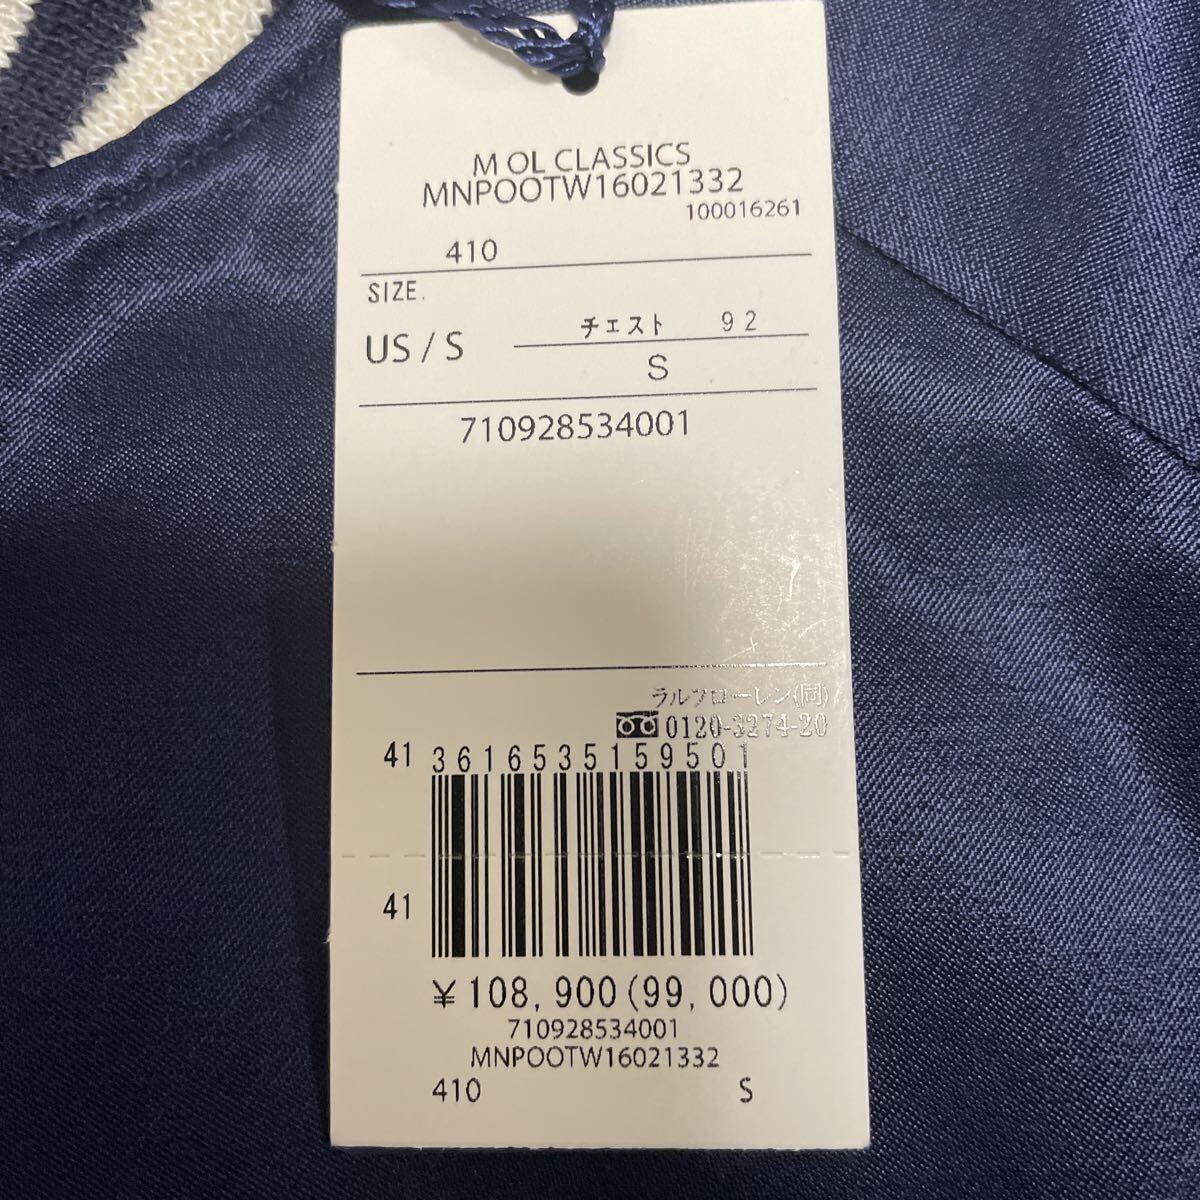 M OL CLASSICS
MNPOOTW16021332
100016261
410
SIZE.
US / S
チェスト 92
S
710928534001
ラルフローレン(同)
0120-3274-20
41 3616535159501
41
¥108,900(99,000)
710928534001
MNPOOTW16021332
410 S